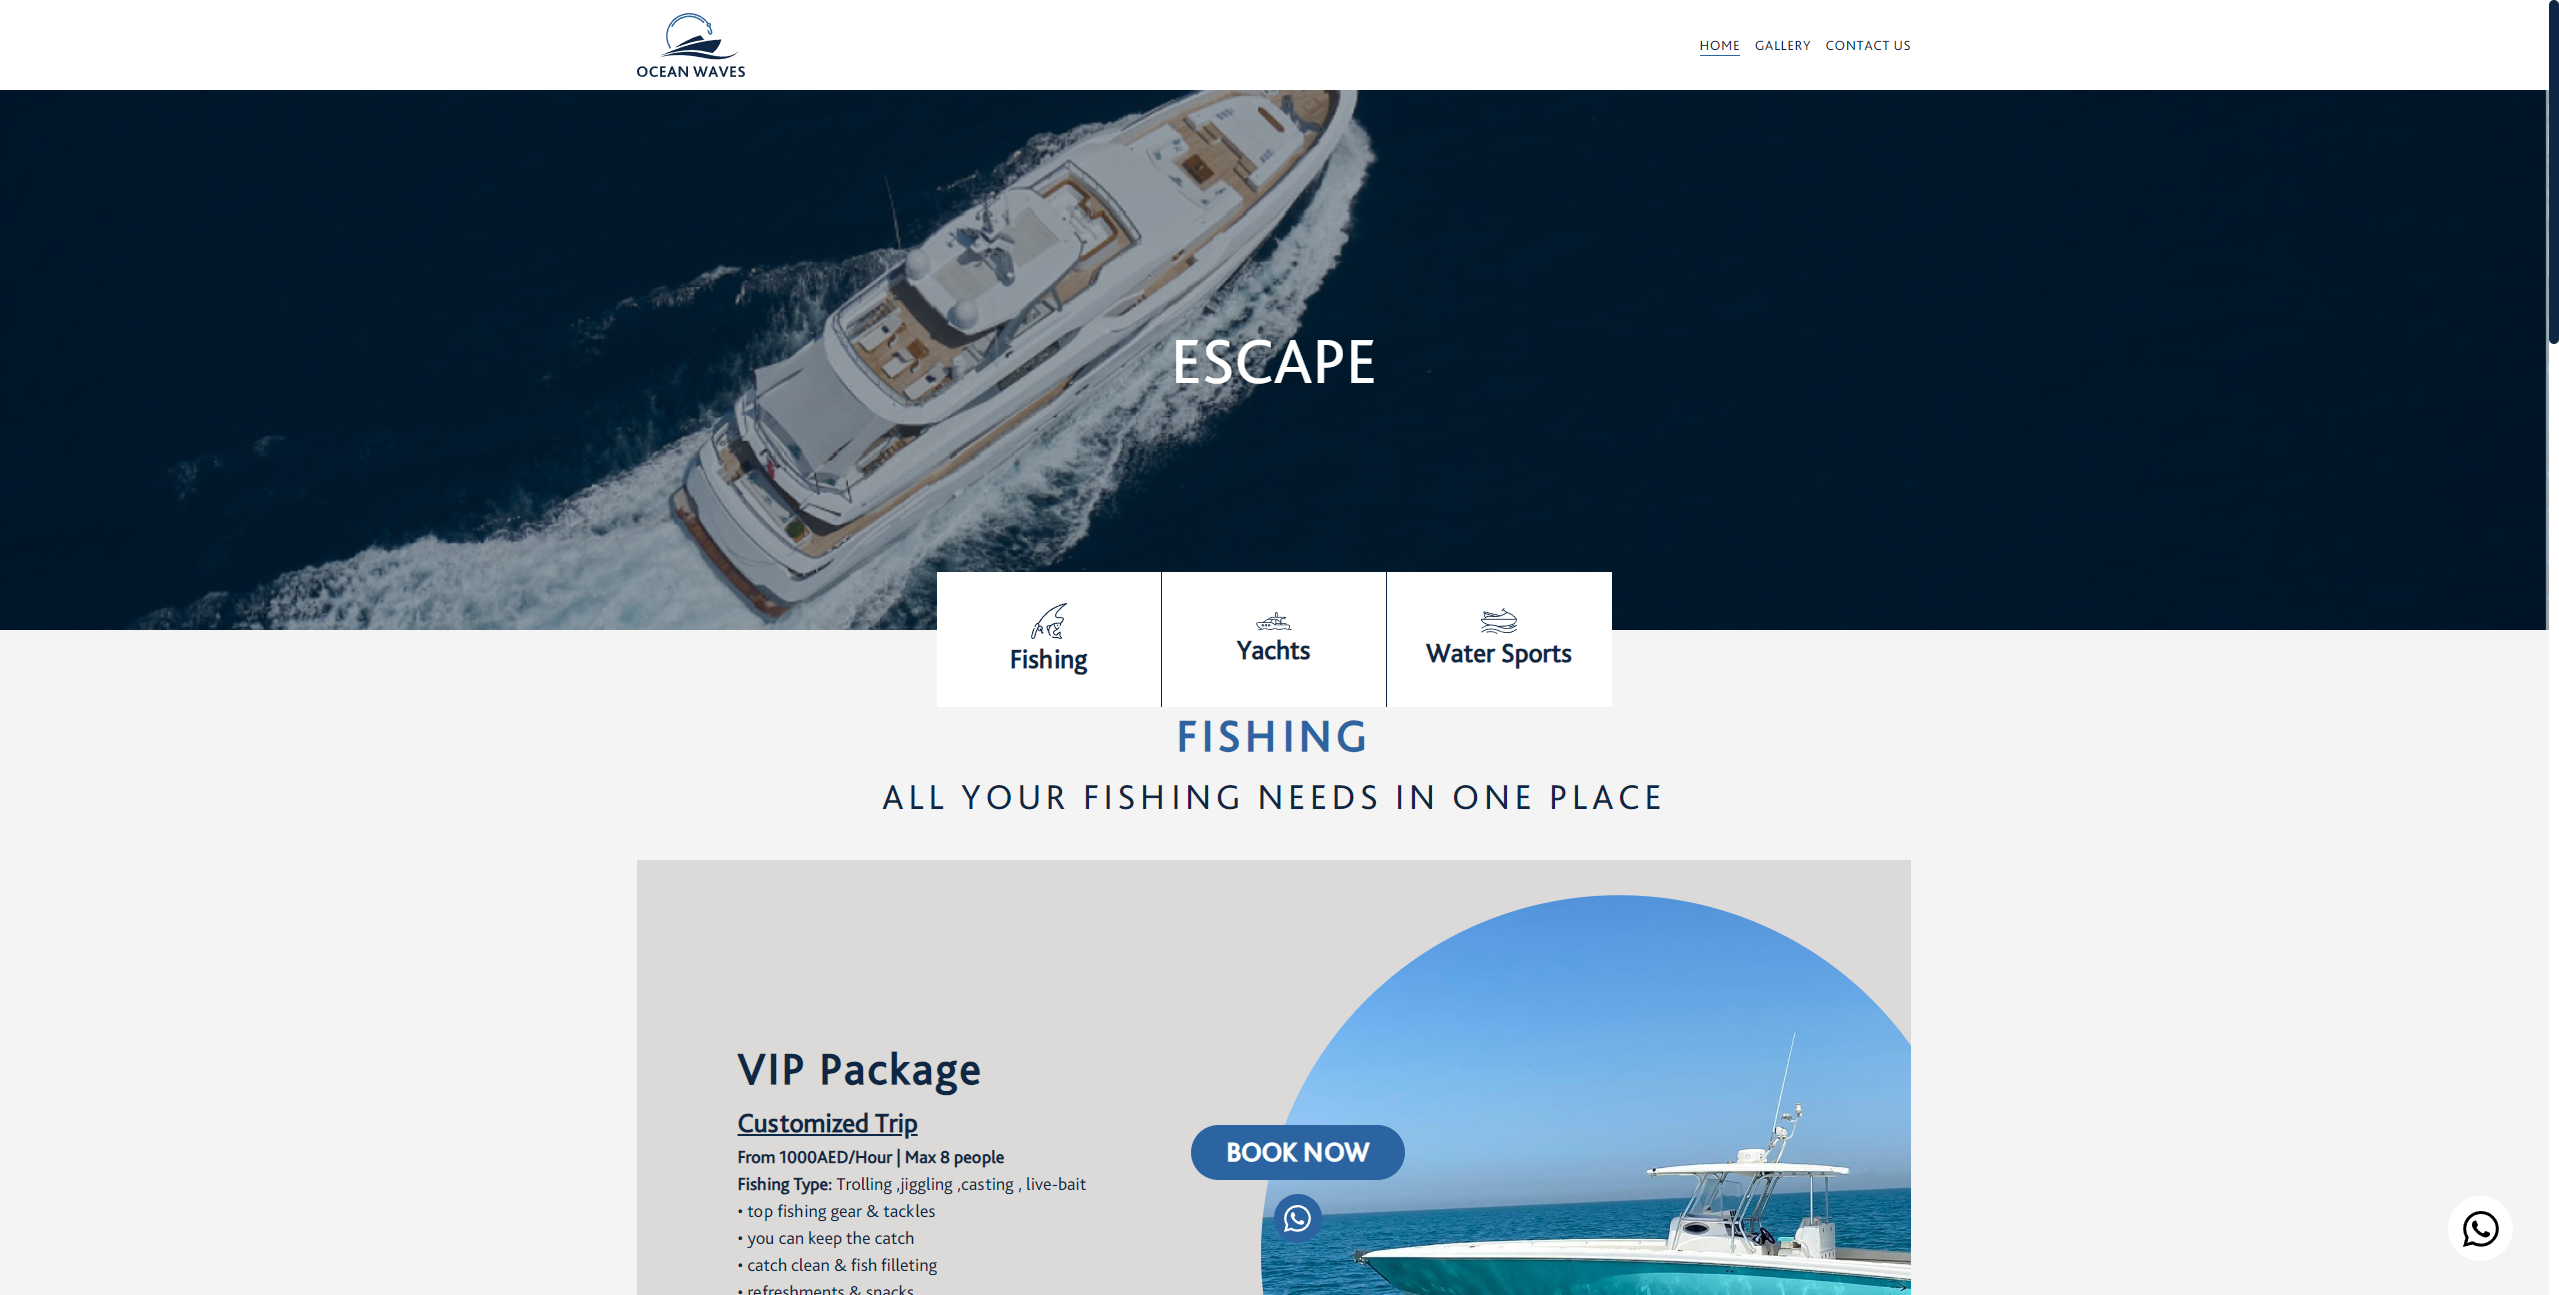 OCEAN WAVES
HOME GALLERY CONTACT US
ESCAPE
Fishing
Yachts
Water Sports
FISHING
ALL YOUR FISHING NEEDS IN ONE PLACE
VIP Package
Customized Trip
From 1000AED/Hour | Max 8 people
Fishing Type: Trolling ,jiggling ,casting , live-bait
• top fishing gear & tackles
• you can keep the catch
• catch clean & fish filleting
• refreshments & snacks
BOOK NOW